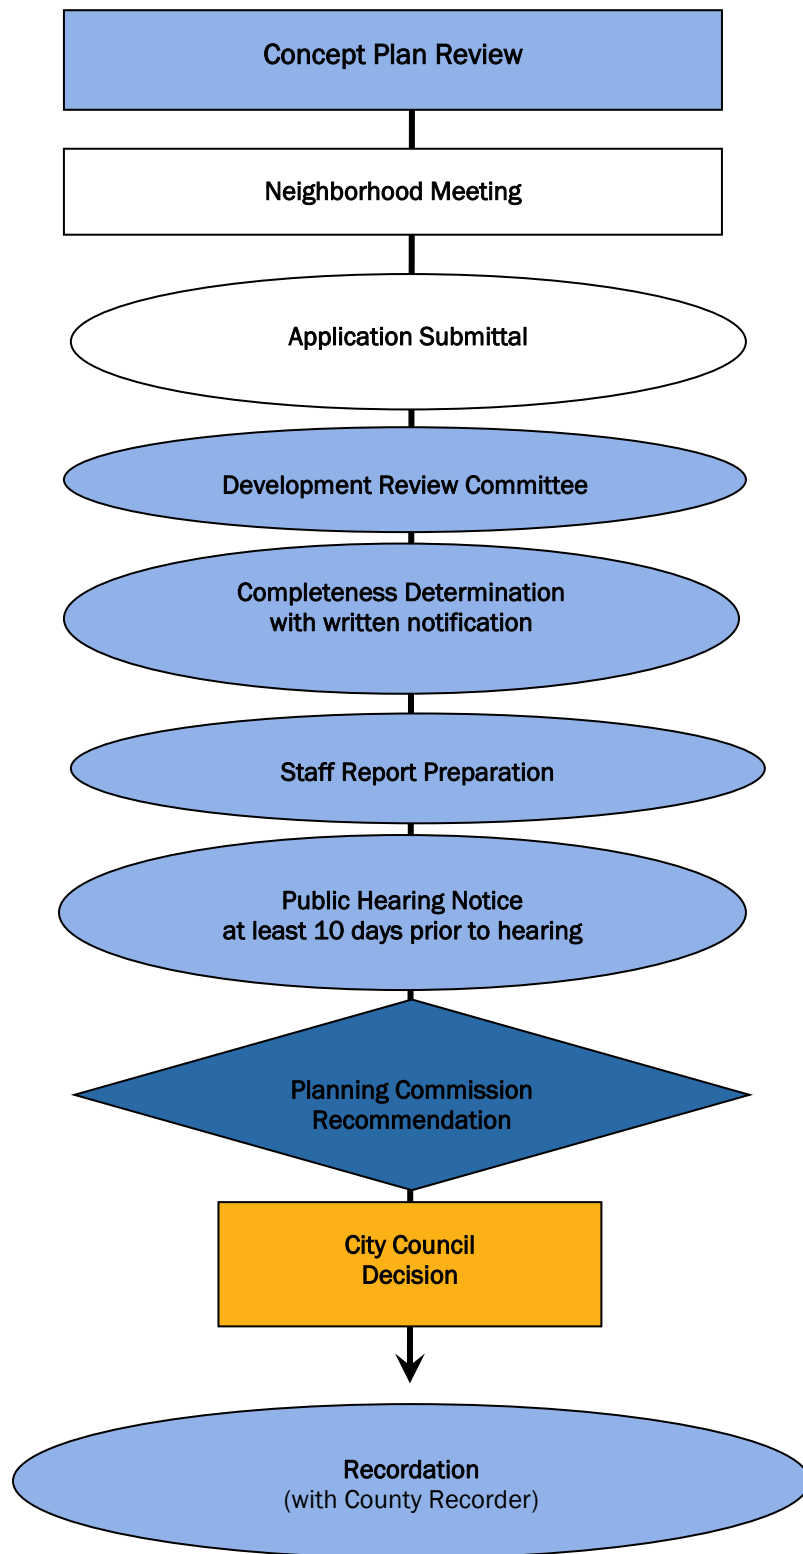 Concept Plan Review
Neighborhood Meeting
Application Submittal
Development Review Committee
Completeness Determination
with written notification
Staff Report Preparation
Public Hearing Notice
at least 10 days prior to hearing
Planning Commission
Recommendation
City Council
Decision
Recordation
(with County Recorder)